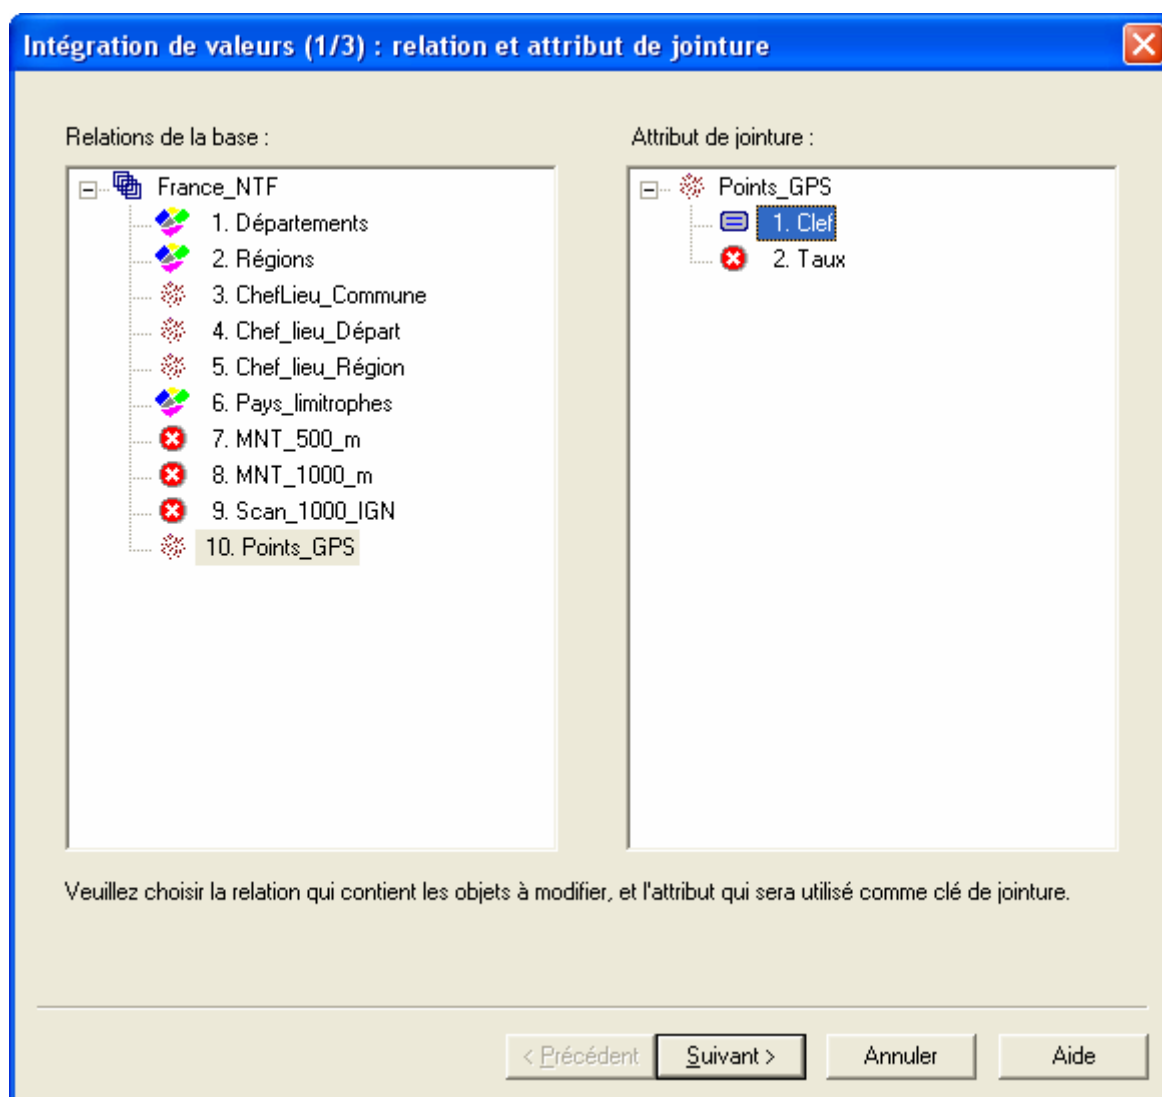 Intégration de valeurs (1/3) : relation et attribut de jointure
Relations de la base :
France_NTF
1. Départements
2. Régions
3. ChefLieu_Commune
4. Chef_lieu_Départ
5. Chef_lieu_Région
6. Pays_limitrophes
7. MNT_500_m
8. MNT_1000_m
9. Scan_1000_IGN
10. Points_GPS
Attribut de jointure :
Points_GPS
1. Clef
2. Taux
Veuillez choisir la relation qui contient les objets à modifier, et l'attribut qui sera utilisé comme clé de jointure.
< Précédent
Suivant >
Annuler
Aide